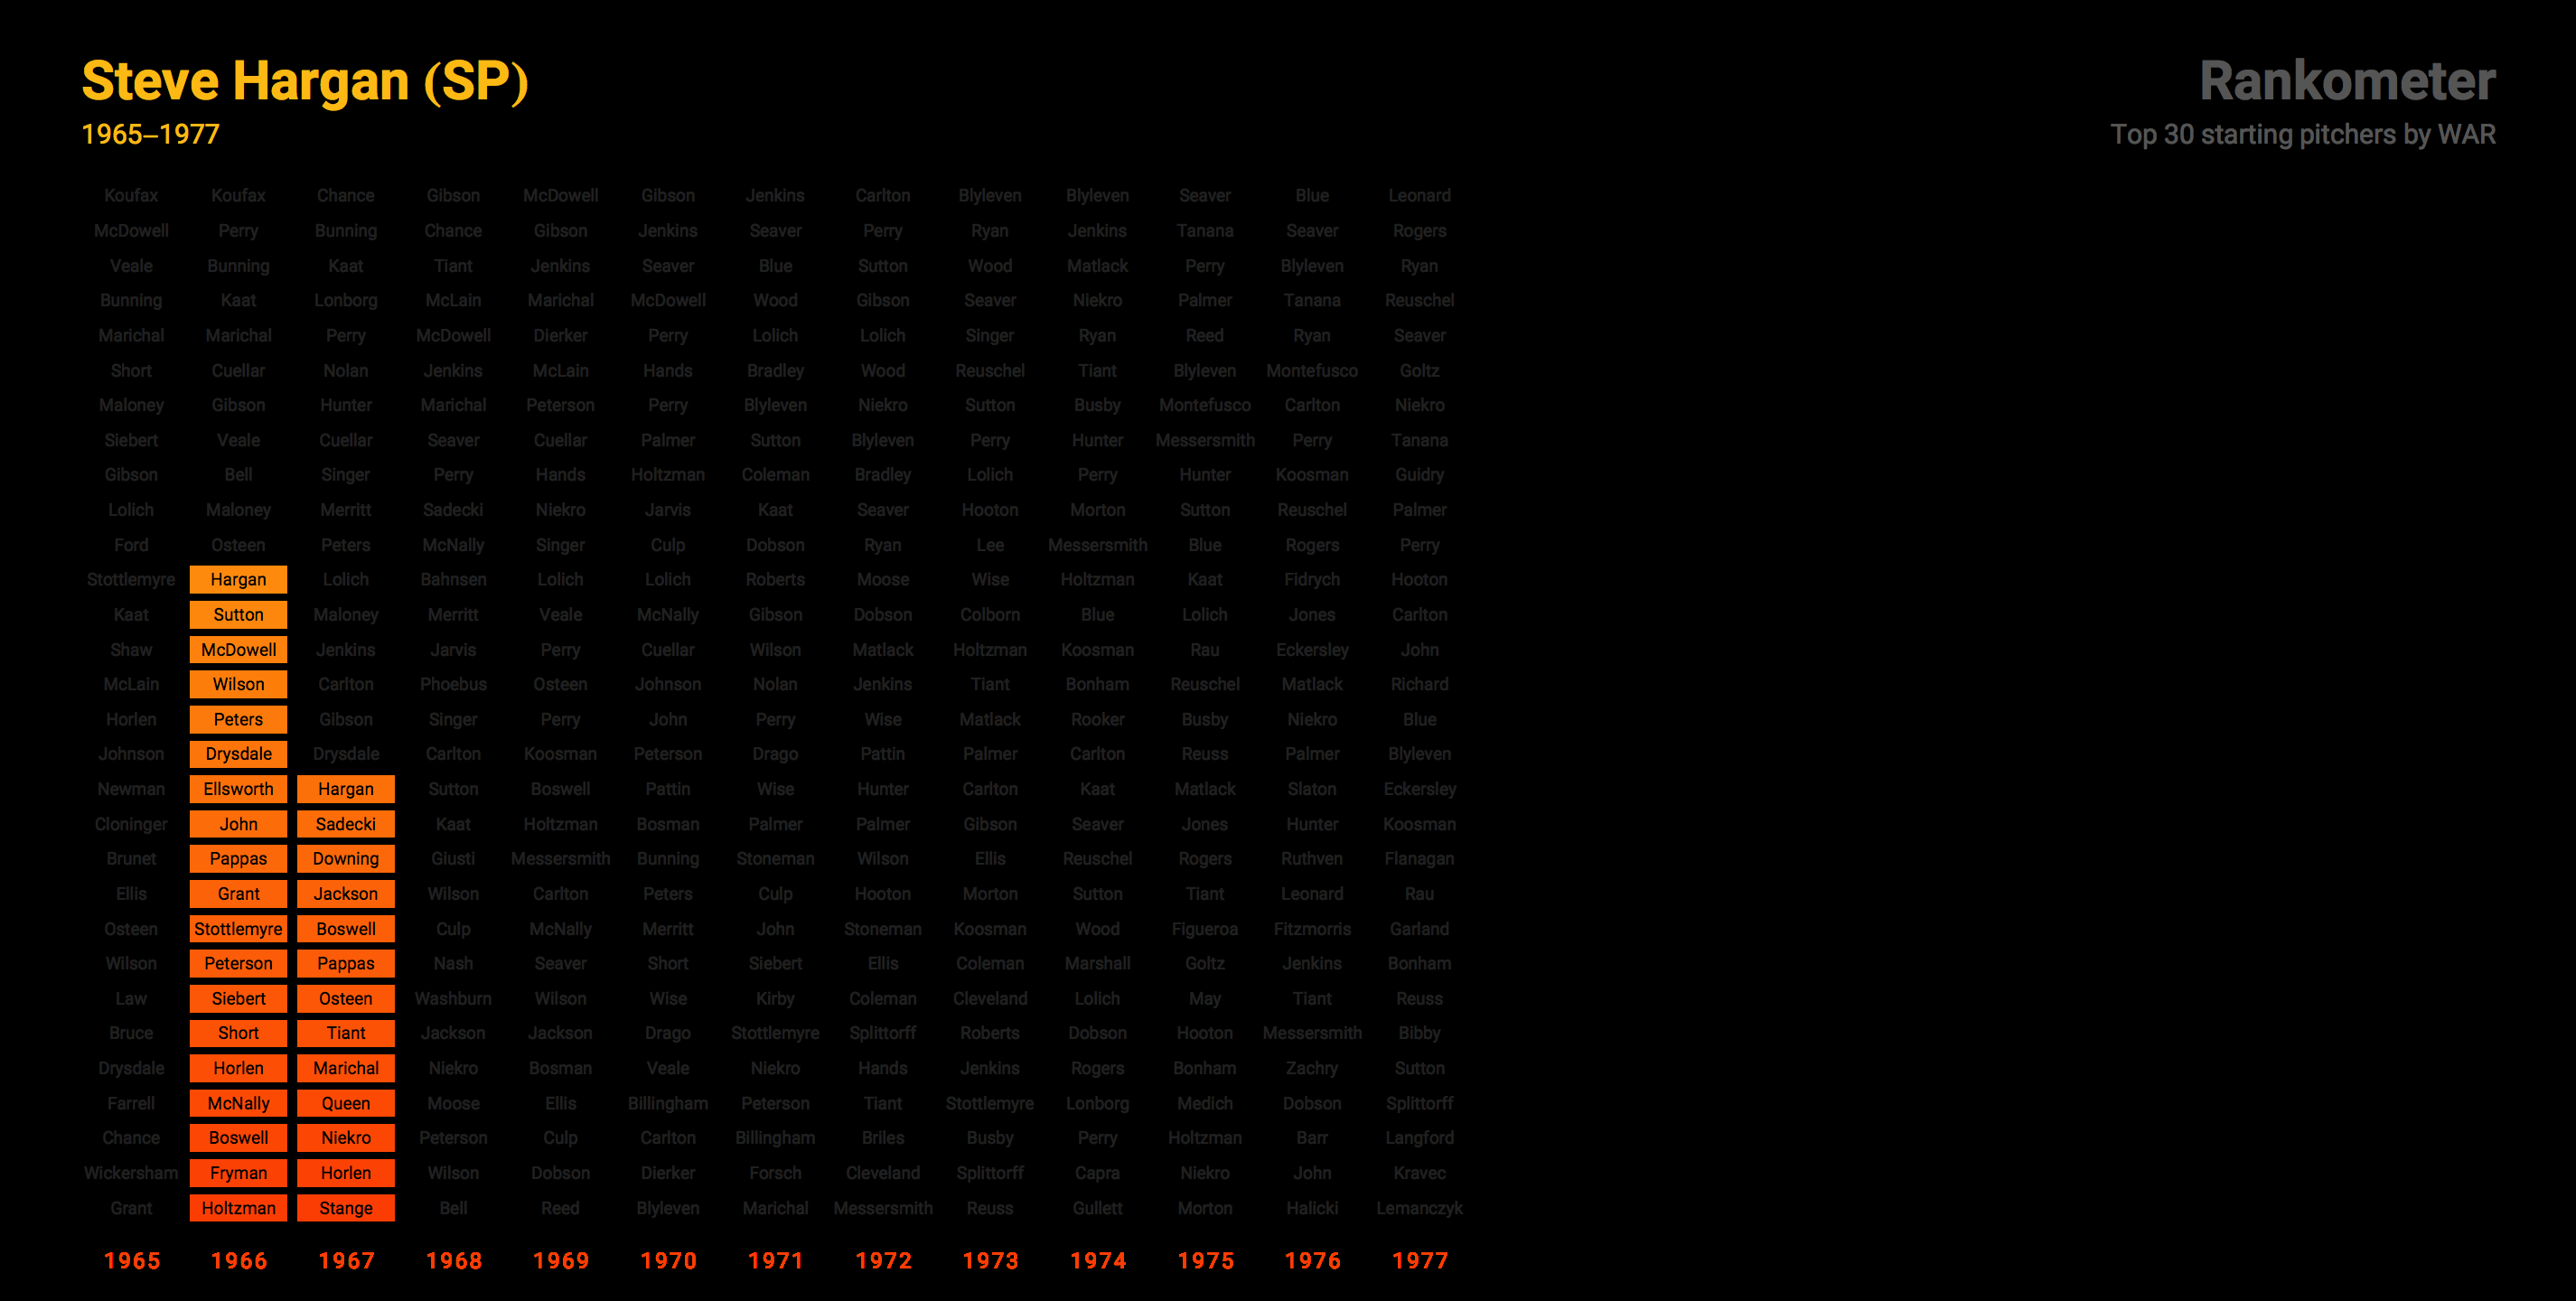 Steve Hargan (SP)
1965–1977
Rankometer
Top 30 starting pitchers by WAR
Koufax Koufax Chance Gibson McDowell Gibson Jenkins Carlton Blyleven Blyleven Seaver Blue Leonard
McDowell Perry Bunning Chance Gibson Jenkins Seaver Perry Ryan Jenkins Tanana Seaver Rogers
Veale Bunning Kaat Tiant Jenkins Seaver Blue Sutton Wood Matlack Perry Blyleven Ryan
Bunning Kaat Lonborg McLain Marichal McDowell Wood Gibson Seaver Niekro Palmer Tanana Reuschel
Marichal Marichal Perry McDowell Dierker Perry Lolich Lolich Singer Ryan Reed Ryan Seaver
Short Cuellar Nolan Jenkins McLain Hands Bradley Wood Reuschel Tiant Blyleven Montefusco Goltz
Maloney Gibson Hunter Marichal Peterson Perry Blyleven Niekro Sutton Busby Montefusco Carlton Niekro
Siebert Veale Cuellar Seaver Cuellar Palmer Sutton Blyleven Perry Hunter Messersmith Perry Tanana
Gibson Bell Singer Perry Hands Holtzman Coleman Bradley Lolich Perry Hunter Koosman Guidry
Lolich Maloney Merritt Sadecki Niekro Jarvis Kaat Seaver Hooton Morton Sutton Reuschel Palmer
Ford Osteen Peters McNally Singer Culp Dobson Ryan Lee Messersmith Blue Rogers Perry
Stottlemyre Hargan Lolich Bahnsen Lolich Lolich Roberts Moose Wise Holtzman Kaat Fidrych Hooton
Kaat Sutton Maloney Merritt Veale McNally Gibson Dobson Colborn Blue Lolich Jones Carlton
Shaw McDowell Jenkins Jarvis Perry Cuellar Wilson Matlack Holtzman Koosman Rau Eckersley John
McLain Wilson Carlton Phoebus Osteen Johnson Nolan Jenkins Tiant Bonham Reuschel Matlack Richard
Horlen Peters Gibson Singer Perry John Perry Wise Matlack Rooker Busby Niekro Blue
Johnson Drysdale Drysdale Carlton Koosman Peterson Drago Pattin Palmer Carlton Reuss Palmer Blyleven
Newman Ellsworth Hargan Sutton Boswell Pattin Wise Hunter Carlton Kaat Matlack Slaton Eckersley
Cloninger John Sadecki Kaat Holtzman Bosman Palmer Palmer Gibson Seaver Jones Hunter Koosman
Brunet Pappas Downing Giusti Messersmith Bunning Stoneman Wilson Ellis Reuschel Rogers Ruthven Flanagan
Ellis Grant Jackson Wilson Carlton Peters Culp Hooton Morton Sutton Tiant Leonard Rau
Osteen Stottlemyre Boswell Culp McNally Merritt John Stoneman Koosman Wood Figueroa Fitzmorris Garland
Wilson Peterson Pappas Nash Seaver Short Siebert Ellis Coleman Marshall Goltz Jenkins Bonham
Law Siebert Osteen Washburn Wilson Wise Kirby Coleman Cleveland Lolich May Tiant Reuss
Bruce Short Tiant Jackson Jackson Drago Stottlemyre Splittorff Roberts Dobson Hooton Messersmith Bibby
Drysdale Horlen Marichal Niekro Bosman Veale Niekro Hands Jenkins Rogers Bonham Zachry Sutton
Farrell McNally Queen Moose Ellis Billingham Peterson Tiant Stottlemyre Lonborg Medich Dobson Splittorff
Chance Boswell Niekro Peterson Culp Carlton Billingham Briles Busby Perry Holtzman Barr Langford
Wickersham Fryman Horlen Wilson Dobson Dierker Forsch Cleveland Splittorff Capra Niekro John Kravec
Grant Holtzman Stange Bell Reed Blyleven Marichal Messersmith Reuss Gullett Morton Halicki Lemanczyk
1965 1966 1967 1968 1969 1970 1971 1972 1973 1974 1975 1976 1977